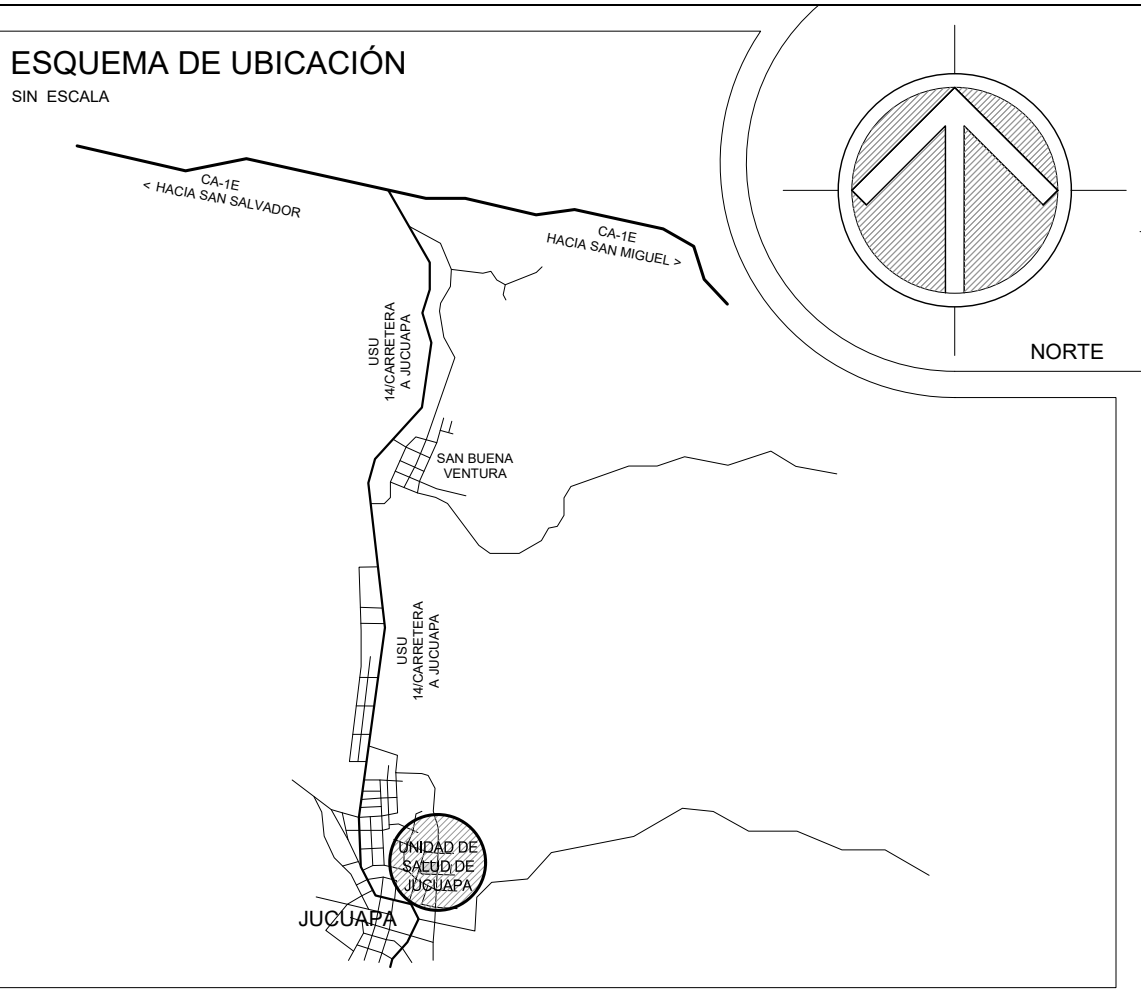 ESQUEMA DE UBICACIÓN
SIN ESCALA
CA-1E
< HACIA SAN SALVADOR
CA-1E
HACIA SAN MIGUEL >
NORTE
USU
14/CARRETERA
A JUCUAPA
SAN BUENA
VENTURA
USU
14/CARRETERA
A JUCUAPA
UNIDAD DE
SALUD DE
JUCUAPA
JUCUAPA